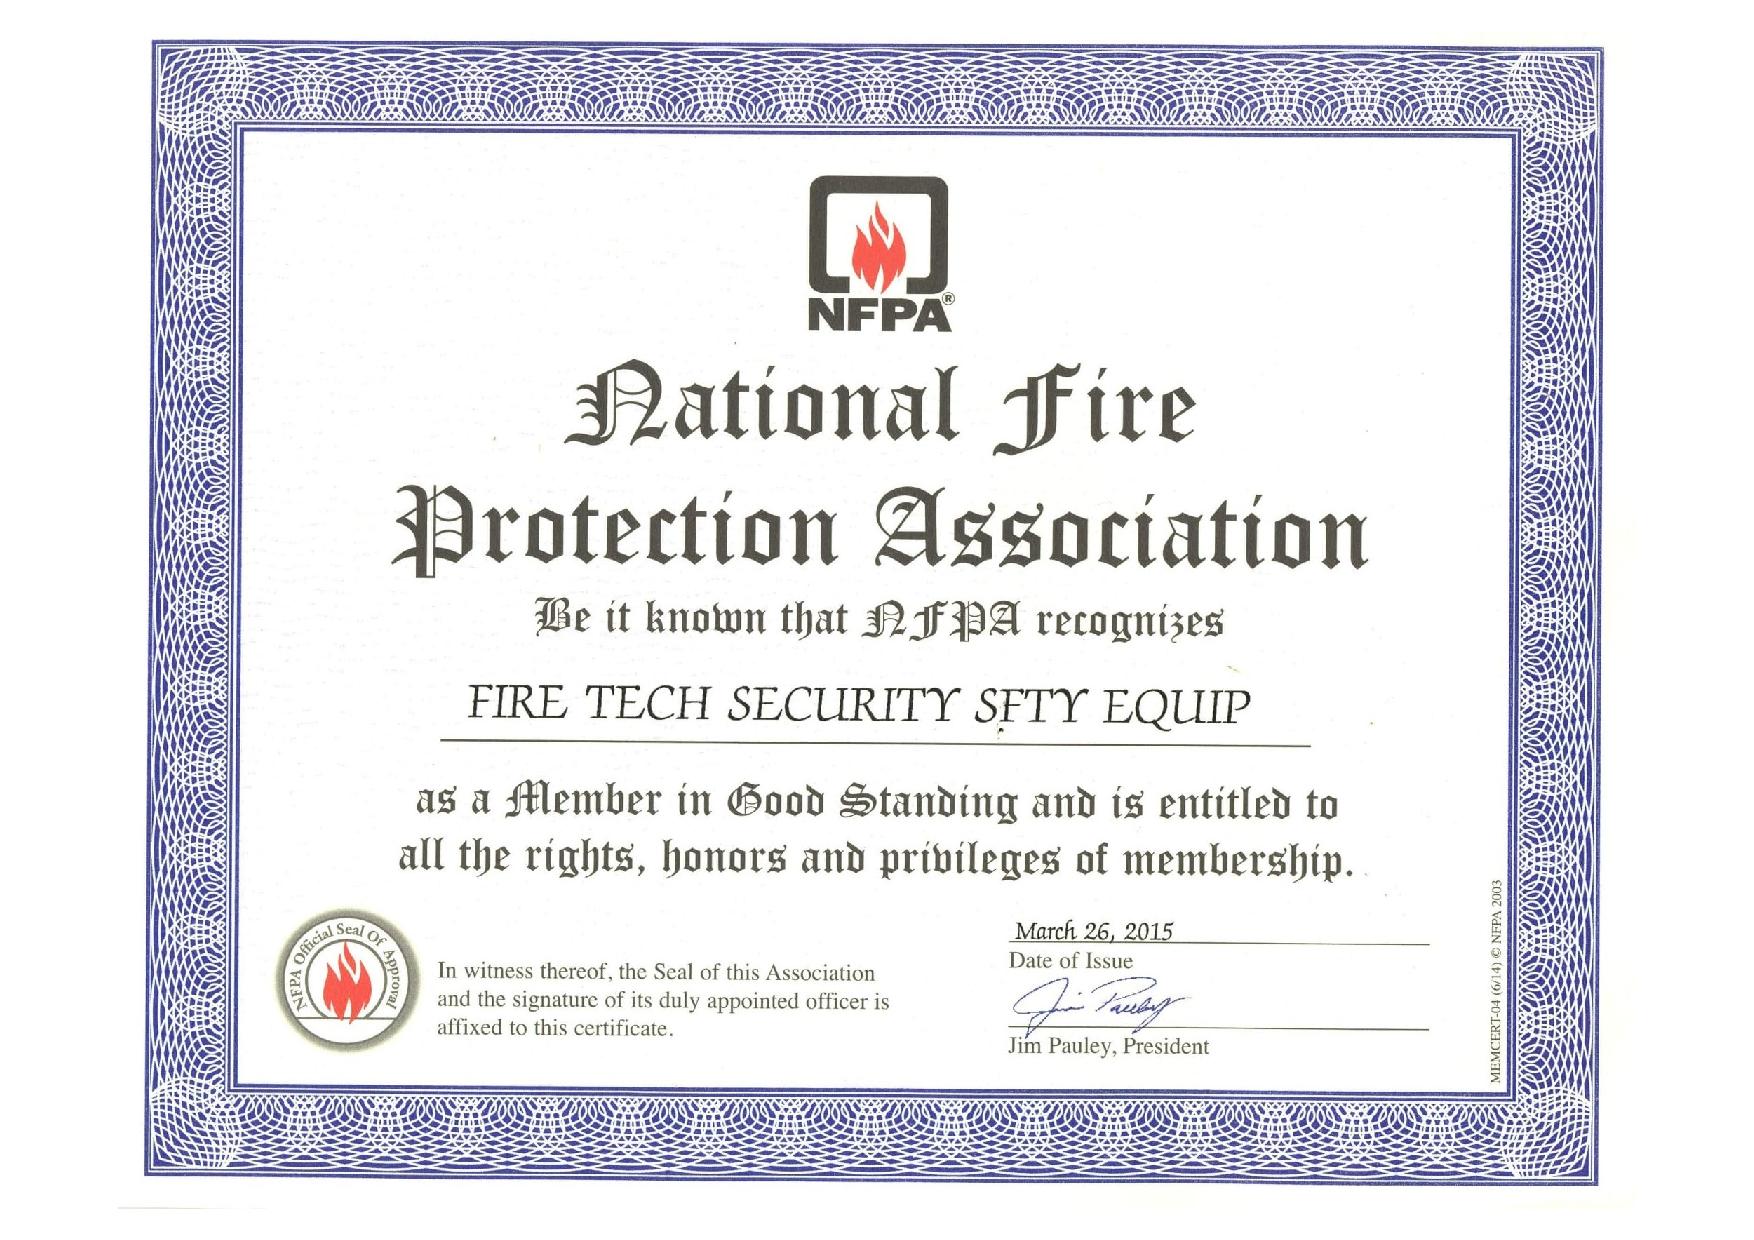 NFPA®
National Fire
Protection Association
Be it known that NFPA recognizes
FIRE TECH SECURITY SFTY EQUIP
as a Member in Good Standing and is entitled to
all the rights, honors and privileges of membership.
NFPA Official Seal Of Approval
In witness thereof, the Seal of this Association
and the signature of its duly appointed officer is
affixed to this certificate.
March 26, 2015
Date of Issue
Jim Pauley
Jim Pauley, President
MEMCERT-04 (6/14) © NFPA 2003